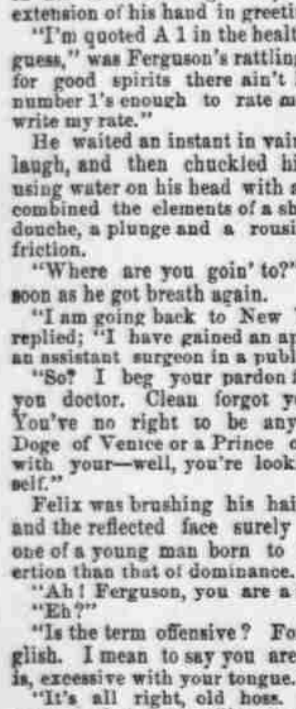 extension of his hand in greeti
"I'm quoted A 1 in the healt
guess," was Ferguson's rattling
for good spirits there ain't
number 1's enough to rate m
write my rate."
He waited an instant in vain
laugh, and then chuckled hi
using water on his head with a
combined the elements of a sh
douche, a plunge and a rousi
friction.
"Where are you goin' to?"
soon as he got breath again.
"I am going back to New
replied; "I have gained an ap
an assistant surgeon in a publ
"So? I beg your pardon
you doctor. Clean forgot y
You've no right to be any
Doge of Venice or a Prince o
with your—well, you're look
self."
Felix was brushing his hai
and the reflected face surely
one of a young man born to
ertion than that of dominance.
"Ah! Ferguson, you are a
"Eh?"
"Is the term offensive? Fo
glish. I mean to say you are
is, excessive with your tongue.
"It's all right, old hoss.